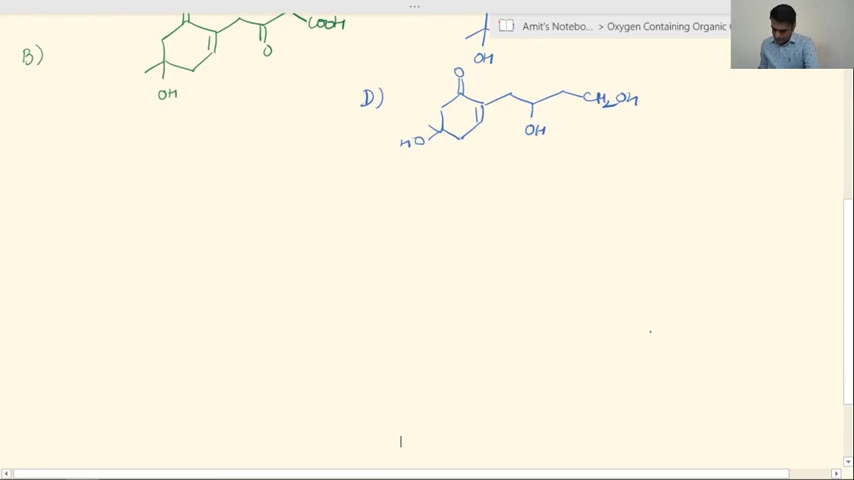 COOH
Amit's Notebo... > Oxygen Containing Organic
B)
O
OH
OH
O
D)
CH₂OH
OH
HO